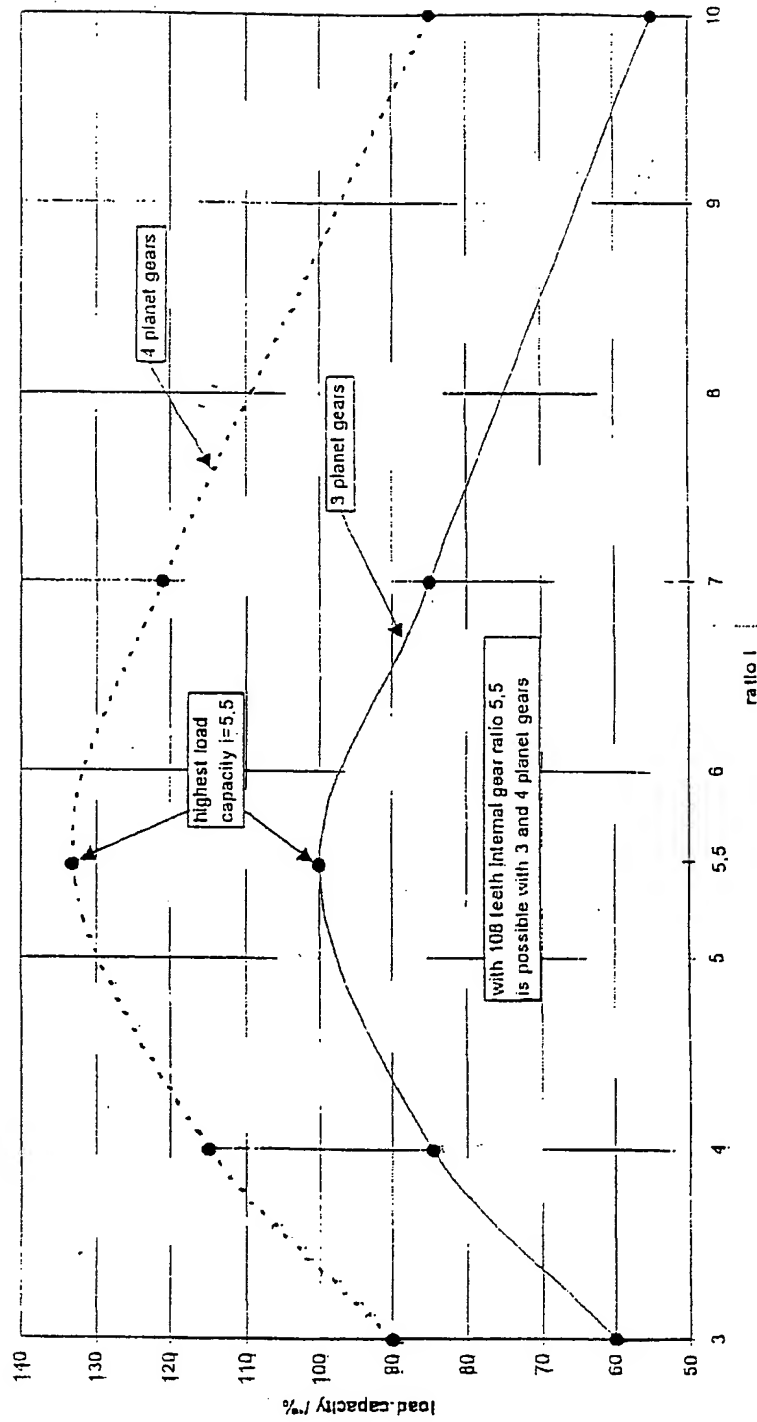 load-capacity / %
140
130
120
110
100
90
80
70
60
50
4 planet gears
3 planet gears
highest load
capacity i=5,5
with 108 teeth internal gear ratio 5,5
is possible with 3 and 4 planet gears
3
4
5
5,5
6
7
8
9
10
ratio i